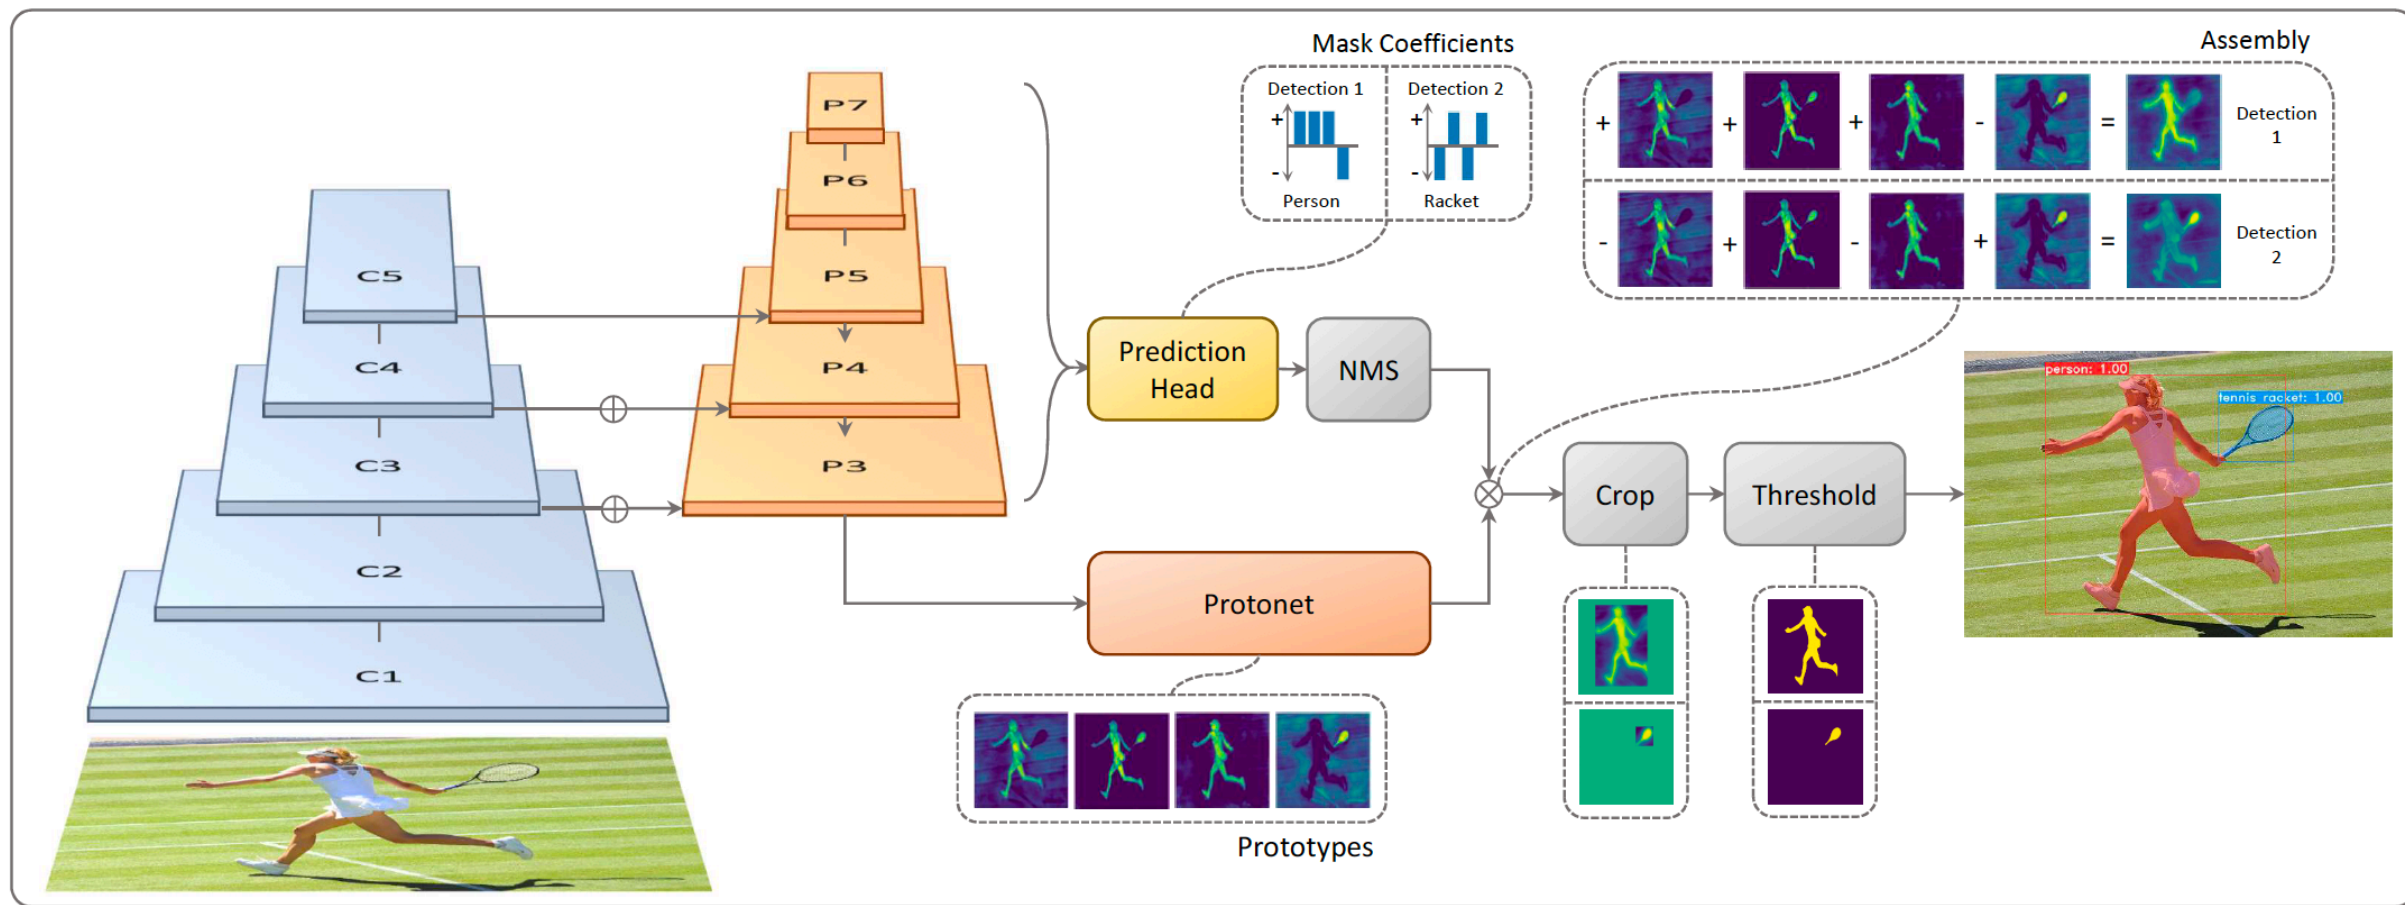 Mask Coefficients
Detection 1
Detection 2
+
-
+
-
Person
Racket
Assembly
+ + + - =
Detection
1
- + - + =
Detection
2
P7
P6
P5
P4
P3
C5
C4
C3
C2
C1
Prediction
Head
NMS
Crop
Threshold
Protonet
Prototypes
person: 1.00
tennis racket: 1.00